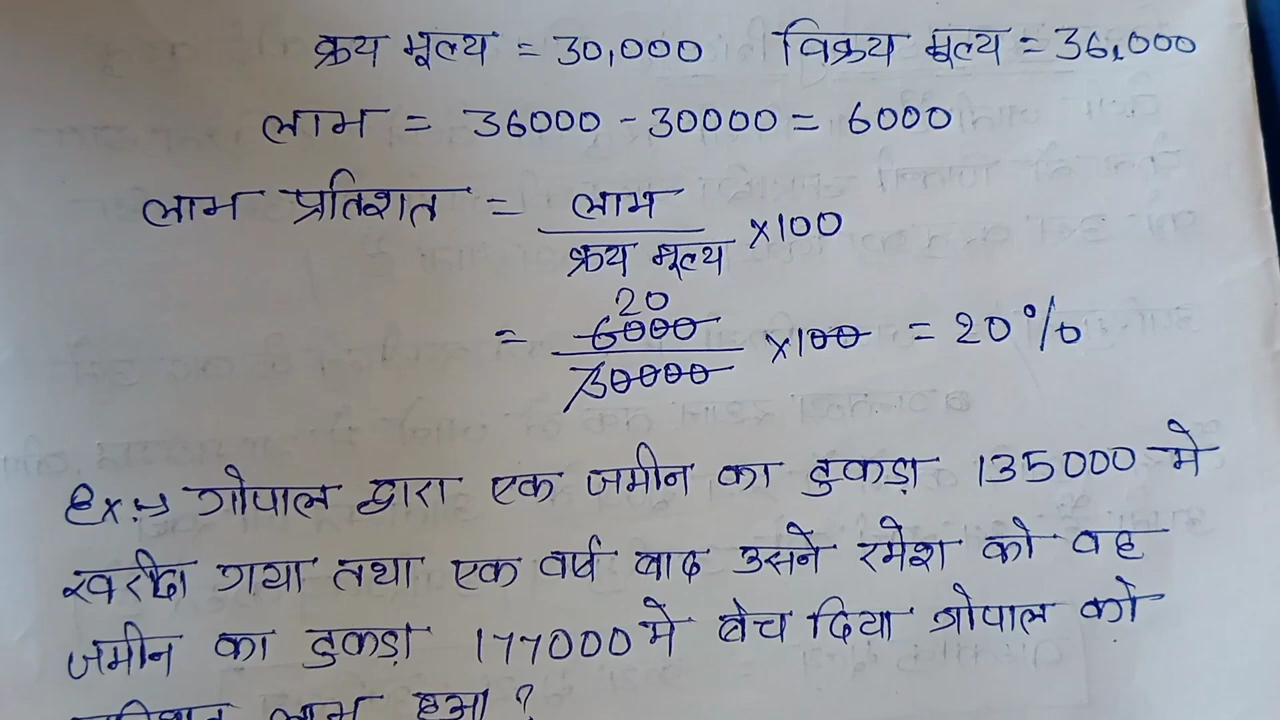 क्रय मूल्य = 30,000 विक्रय मूल्य = 36,000
लाभ = 36000 - 30000 = 6000
लाभ प्रतिशत = लाभ / क्रय मूल्य ×100
20
= 6000 / 30000 ×100 = 20%
Ex:→ गोपाल द्वारा एक जमीन का टुकड़ा 135000 मे
खरीदा गया तथा एक वर्ष बाद उसने रमेश को वह
जमीन का टुकड़ा 177000 मे बेच दिया गोपाल को
लाभ हुआ ?